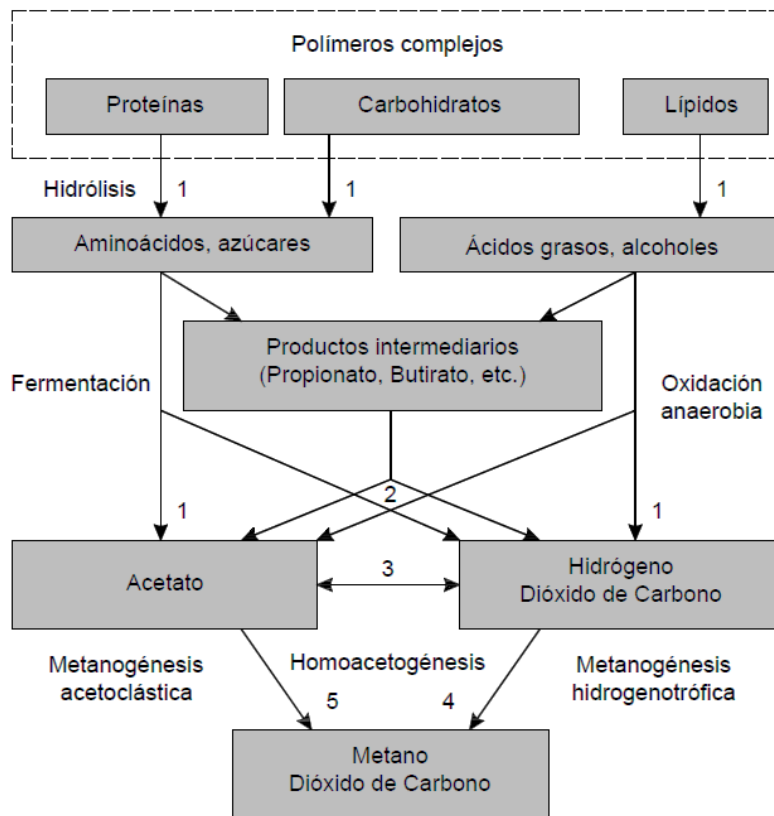 Polímeros complejos
Proteínas
Carbohidratos
Lípidos
Hidrólisis
1
1
1
Aminoácidos, azúcares
Ácidos grasos, alcoholes
Productos intermediarios
(Propionato, Butirato, etc.)
Fermentación
Oxidación
anaerobia
2
1
1
Acetato
3
Hidrógeno
Dióxido de Carbono
Metanogénesis
acetoclástica
Homoacetogénesis
Metanogénesis
hidrogenotrófica
5
4
Metano
Dióxido de Carbono